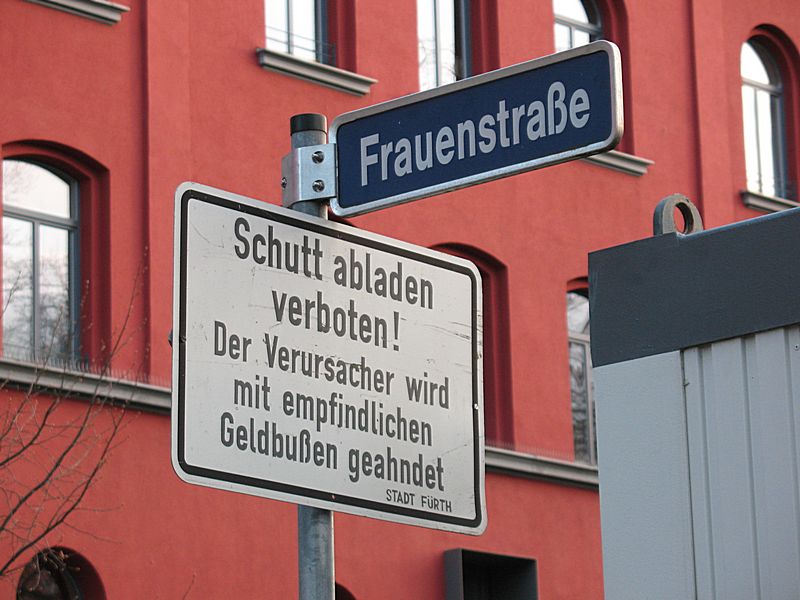 Frauenstraße
Schutt abladen
verboten!
Der Verursacher wird
mit empfindlichen
Geldbußen geahndet
STADT FÜRTH